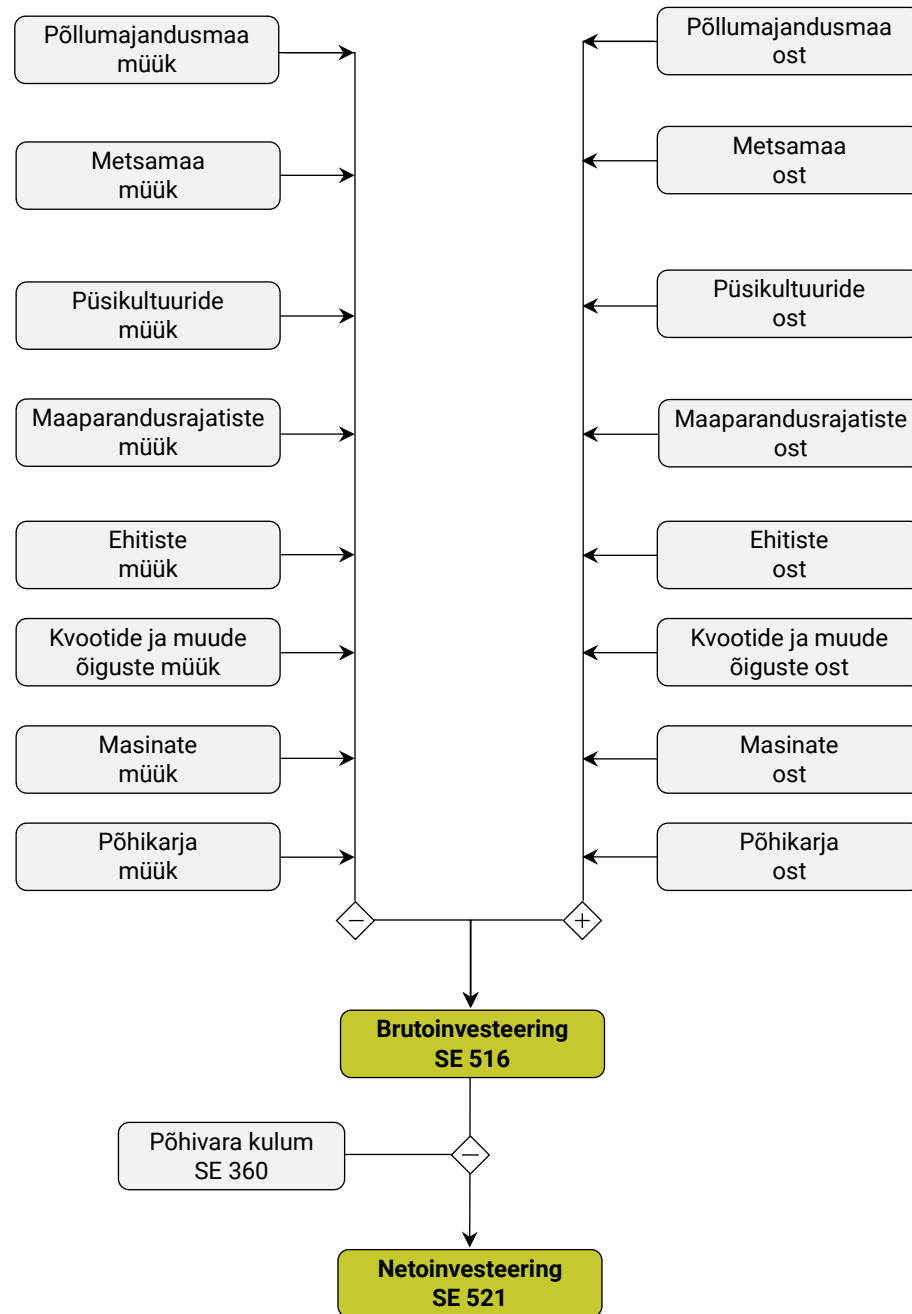 Põllumajandusmaa
müük
Põllumajandusmaa
ost
Metsamaa
müük
Metsamaa
ost
Püsikultuuride
müük
Püsikultuuride
ost
Maaparandusrajatiste
müük
Maaparandusrajatiste
ost
Ehitiste
müük
Ehitiste
ost
Kvootide ja muude
õiguste müük
Kvootide ja muude
õiguste ost
Masinate
müük
Masinate
ost
Põhikarja
müük
Põhikarja
ost
−
+
Brutoinvesteering
SE 516
Põhivara kulum
SE 360
−
Netoinvesteering
SE 521